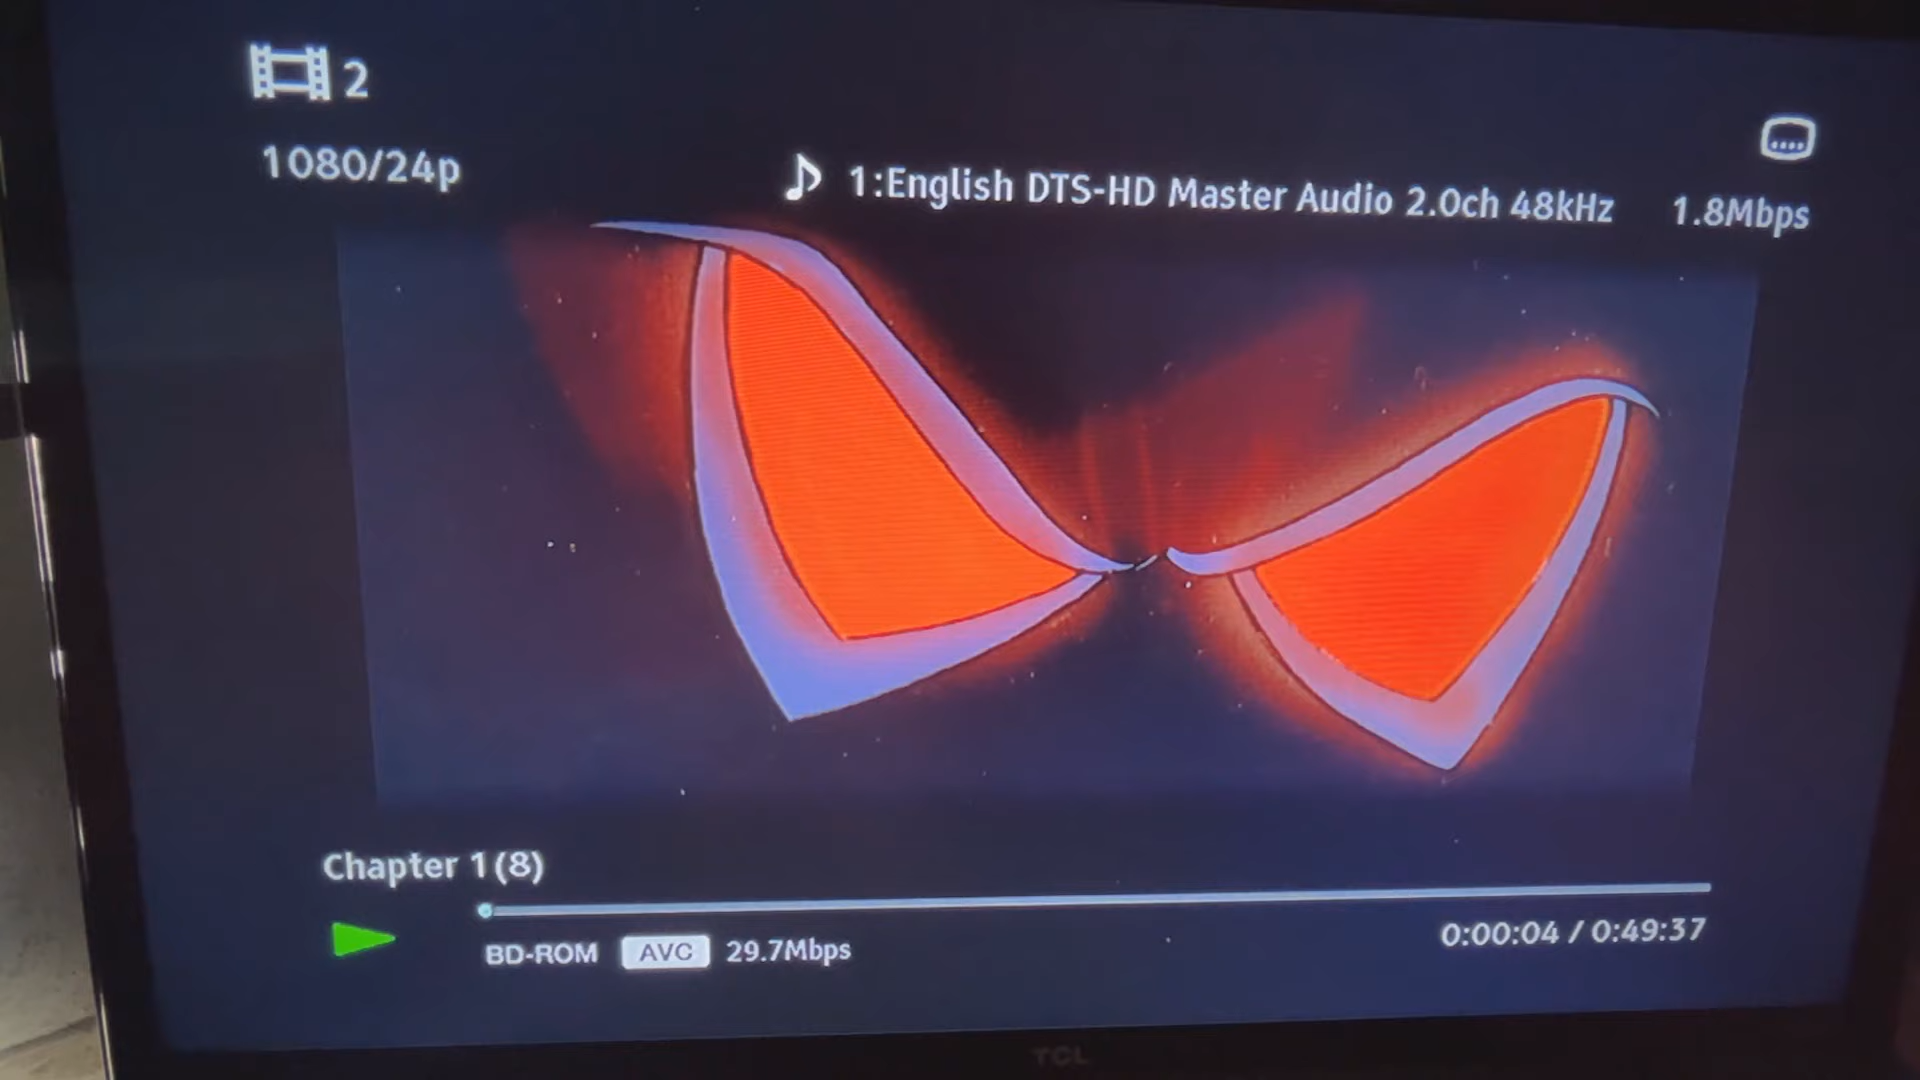 2
1080/24p
1:English DTS-HD Master Audio 2.0ch 48kHz 1.8Mbps
Chapter 1(8)
0:00:04 / 0:49:37
BD-ROM AVC 29.7Mbps
TCL